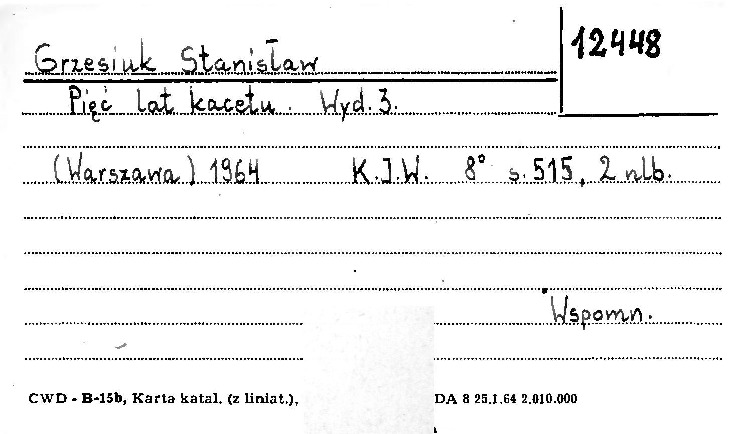 Grzesiuk Stanisław
12448
Pięć lat kacetu. Wyd. 3.
(Warszawa) 1964 K.I.W. 8° s. 515, 2 nlb.
Wspomn.
CWD - B-15b, Karta katal. (z liniat.), DA 8 25.1.64 2.010.000